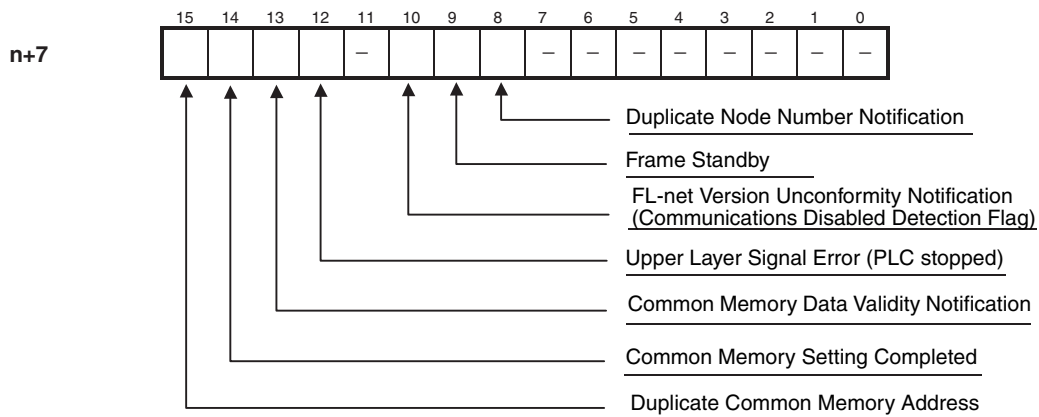 15 14 13 12 11 10 9 8 7 6 5 4 3 2 1 0
n+7
– – – – – – – – –
Duplicate Node Number Notification
Frame Standby
FL-net Version Unconformity Notification
(Communications Disabled Detection Flag)
Upper Layer Signal Error (PLC stopped)
Common Memory Data Validity Notification
Common Memory Setting Completed
Duplicate Common Memory Address